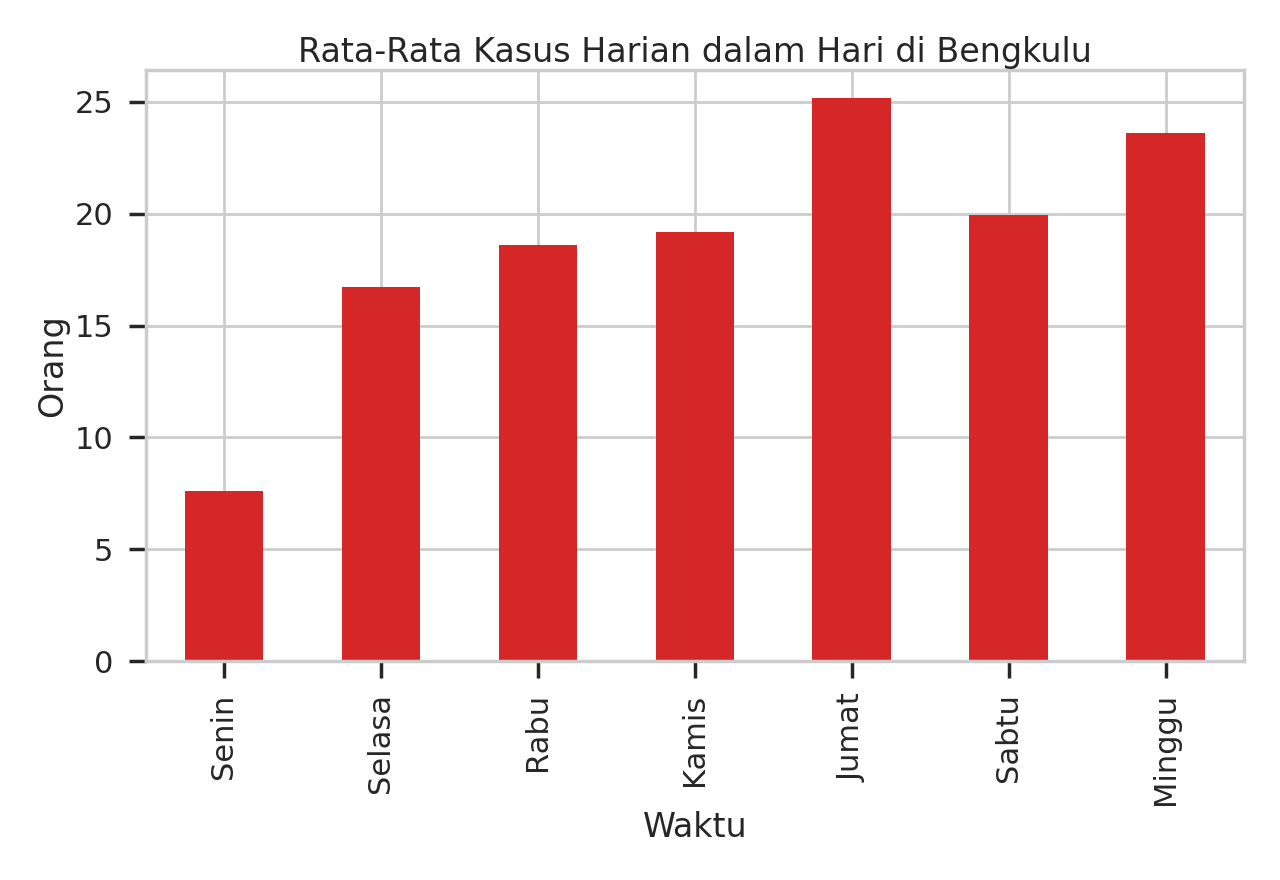 Rata-Rata Kasus Harian dalam Hari di Bengkulu
25
20
15
10
5
0
Orang
Senin
Selasa
Rabu
Kamis
Jumat
Sabtu
Minggu
Waktu